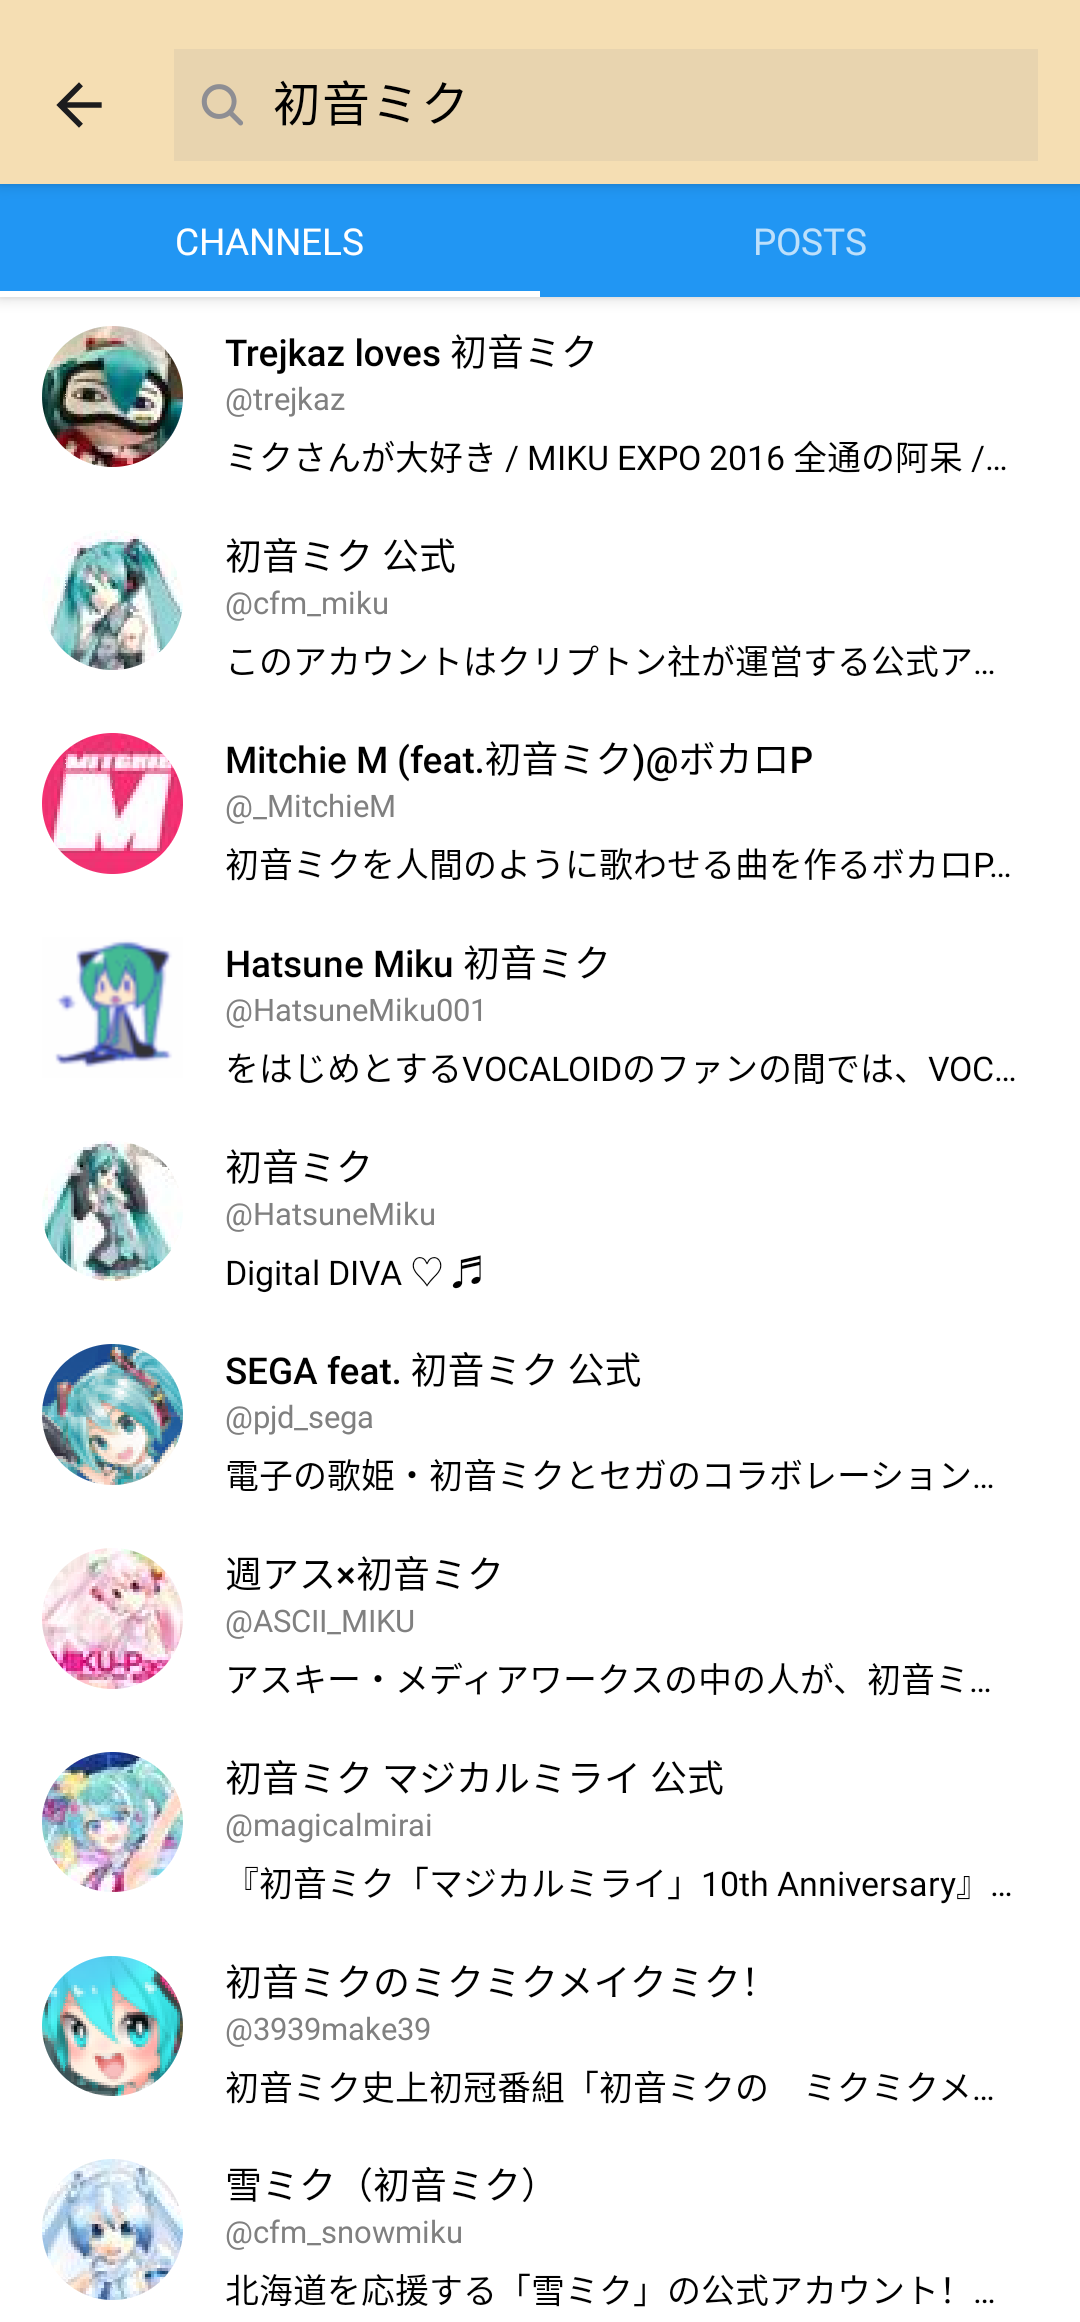 初音ミク
CHANNELS
POSTS
Trejkaz loves 初音ミク
@trejkaz
ミクさんが大好き / MIKU EXPO 2016 全通の阿呆 /…
初音ミク 公式
@cfm_miku
このアカウントはクリプトン社が運営する公式ア…
MITCHIE
M
Mitchie M (feat.初音ミク)@ボカロP
@_MitchieM
初音ミクを人間のように歌わせる曲を作るボカロP…
Hatsune Miku 初音ミク
@HatsuneMiku001
をはじめとするVOCALOIDのファンの間では、VOC…
初音ミク
@HatsuneMiku
Digital DIVA ♡ ♬
SEGA feat. 初音ミク 公式
@pjd_sega
電子の歌姫・初音ミクとセガのコラボレーション…
週アス×初音ミク
@ASCII_MIKU
アスキー・メディアワークスの中の人が、初音ミ…
初音ミク マジカルミライ 公式
@magicalmirai
『初音ミク「マジカルミライ」10th Anniversary』…
初音ミクのミクミクメイクミク！
@3939make39
初音ミク史上初冠番組「初音ミクの　ミクミクメ…
雪ミク（初音ミク）
@cfm_snowmiku
北海道を応援する「雪ミク」の公式アカウント！…